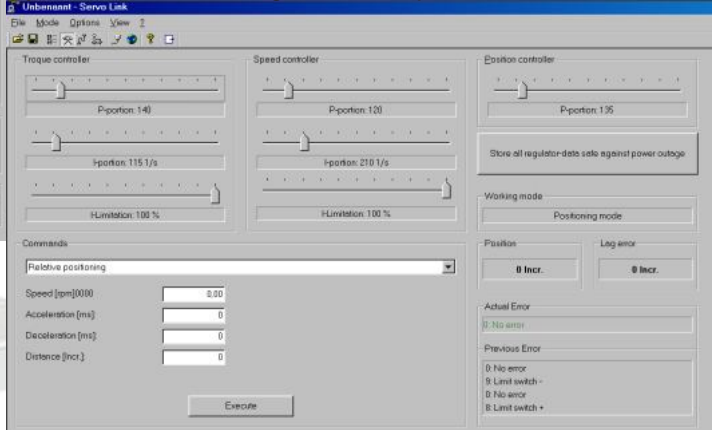 Unbenannt - Servo Link
File Mode Options View ?
Troque controller
P-portion: 140
I-portion: 115 1/s
I-Limitation: 100 %
Speed controller
P-portion: 120
I-portion: 210 1/s
I-Limitation: 100 %
Position controller
P-portion: 135
Store all regulator-data safe against power outage
Working mode
Positioning mode
Position
0 Incr.
Lag error
0 Incr.
Commands
Relative positioning
Speed [rpm]0000 0,00
Acceleration [ms]: 0
Deceleration [ms]: 0
Distance [Incr.]: 0
Execute
Actual Error
0: No error
Previous Error
0: No error
9: Limit switch -
0: No error
8: Limit switch +